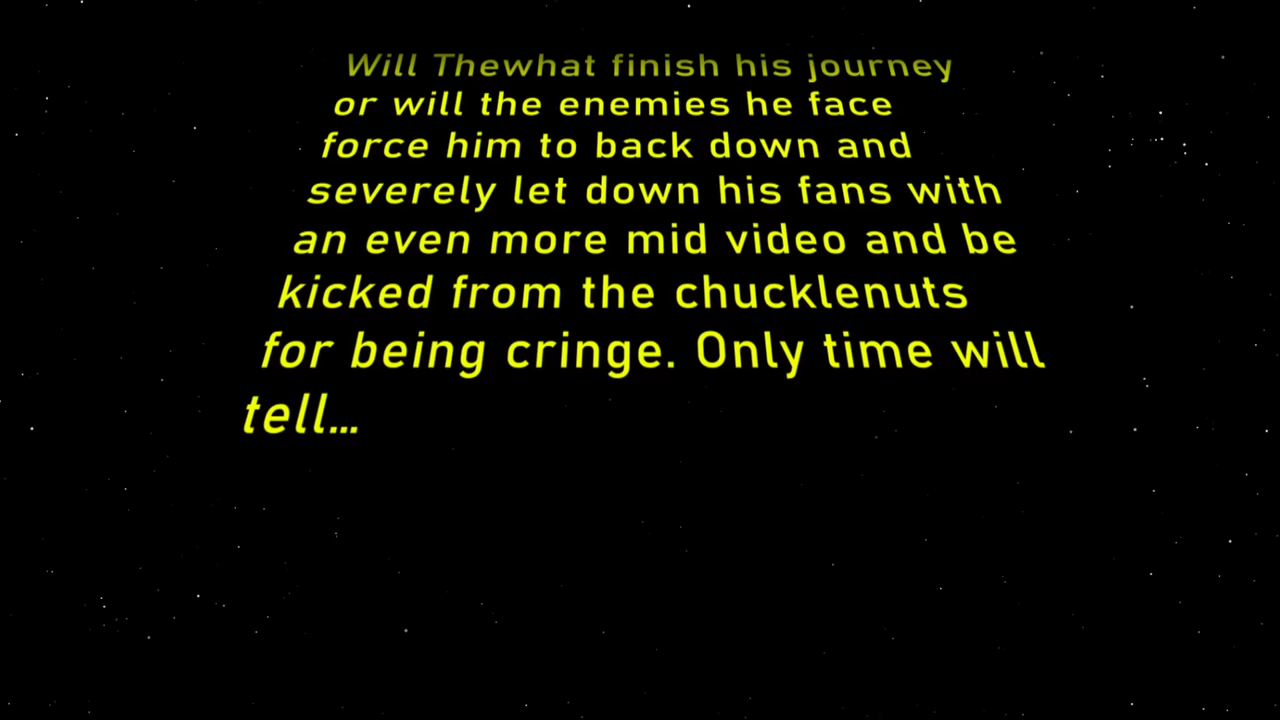 Will Thewhat finish his journey
or will the enemies he face
force him to back down and
severely let down his fans with
an even more mid video and be
kicked from the chucklenuts
for being cringe. Only time will
tell...